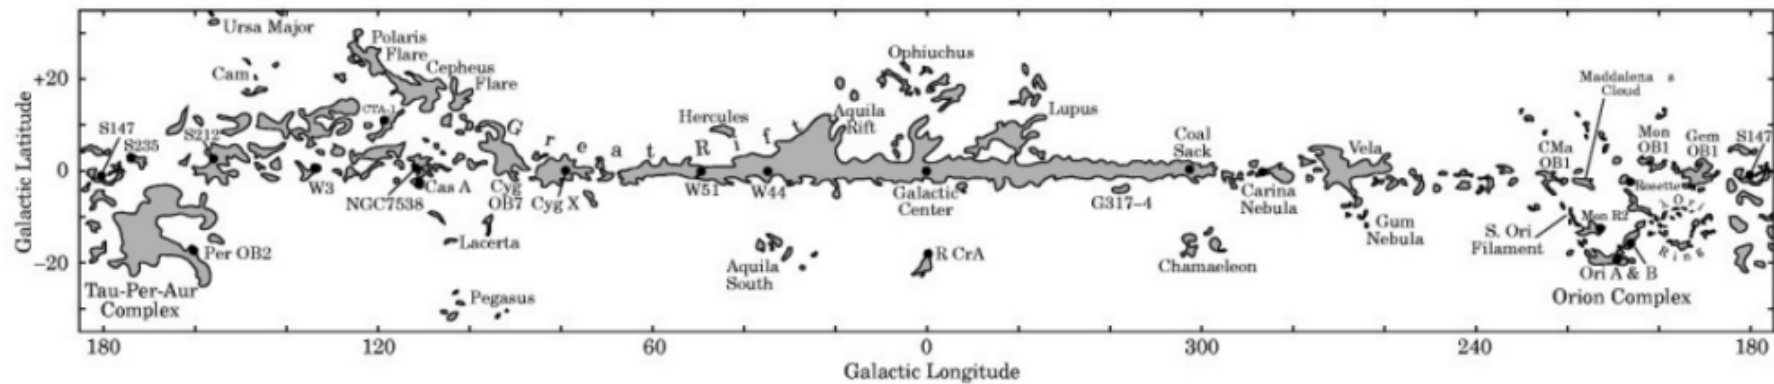 Ursa Major
Polaris
Flare
Cepheus
Flare
Cam
Ophiuchus
Maddalena s
Cloud
+20
CTA-1
Hercules
Aquila
Rift
Lupus
S147
S235
S212
Great Rift
Coal
Sack
CMa
OB1
Mon
OB1
Gem
OB1
S147
Vela
0
W3
NGC7538
Cas A
Cyg
OB7
Cyg X
W51
W44
Galactic
Center
G317–4
Carina
Nebula
Rosette
λ Ori
Ring
Mon R2
Gum
Nebula
S. Ori
Filament
Lacerta
Per OB2
Aquila
South
R CrA
Chamaeleon
–20
Ori A & B
Tau-Per-Aur
Complex
Orion Complex
Pegasus
Galactic Latitude
180
120
60
0
300
240
180
Galactic Longitude